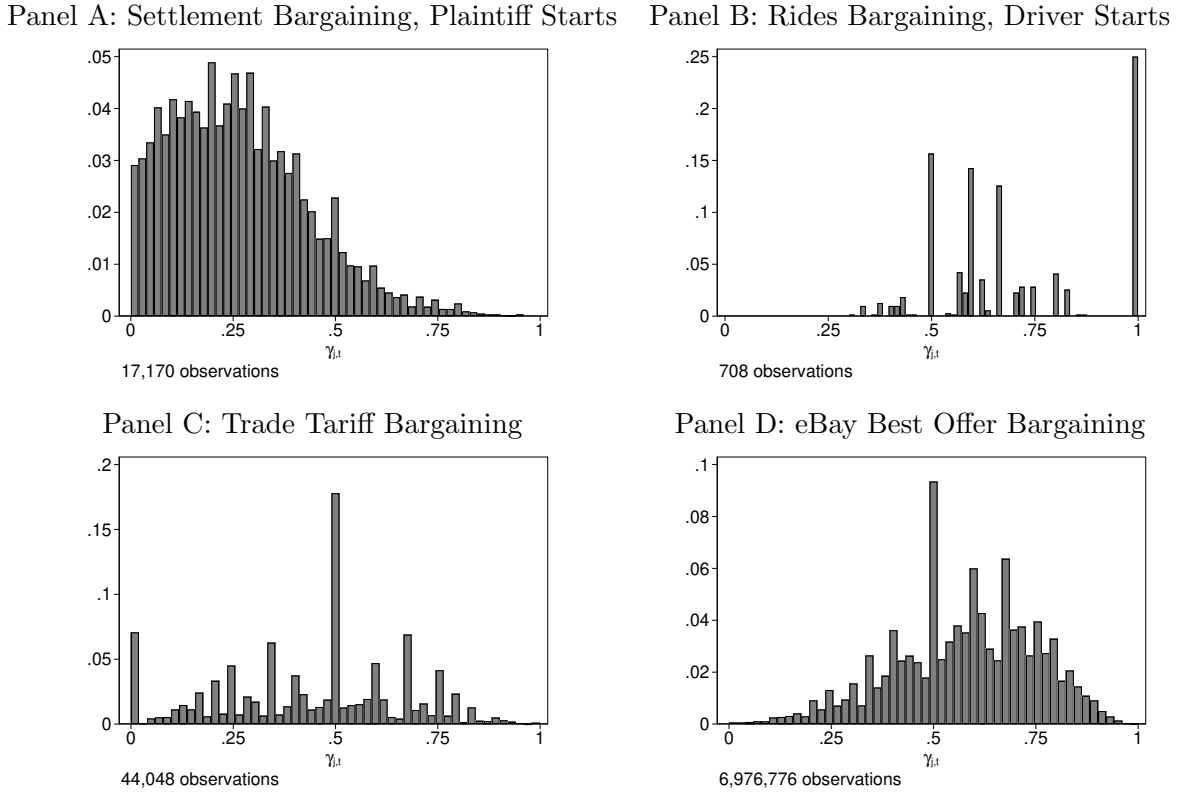 Panel A: Settlement Bargaining, Plaintiff Starts
.05
.04
.03
.02
.01
0
0 .25 .5 .75 1
γj,t
17,170 observations
Panel B: Rides Bargaining, Driver Starts
.25
.2
.15
.1
.05
0
0 .25 .5 .75 1
γj,t
708 observations
Panel C: Trade Tariff Bargaining
.2
.15
.1
.05
0
0 .25 .5 .75 1
γj,t
44,048 observations
Panel D: eBay Best Offer Bargaining
.1
.08
.06
.04
.02
0
0 .25 .5 .75 1
γj,t
6,976,776 observations